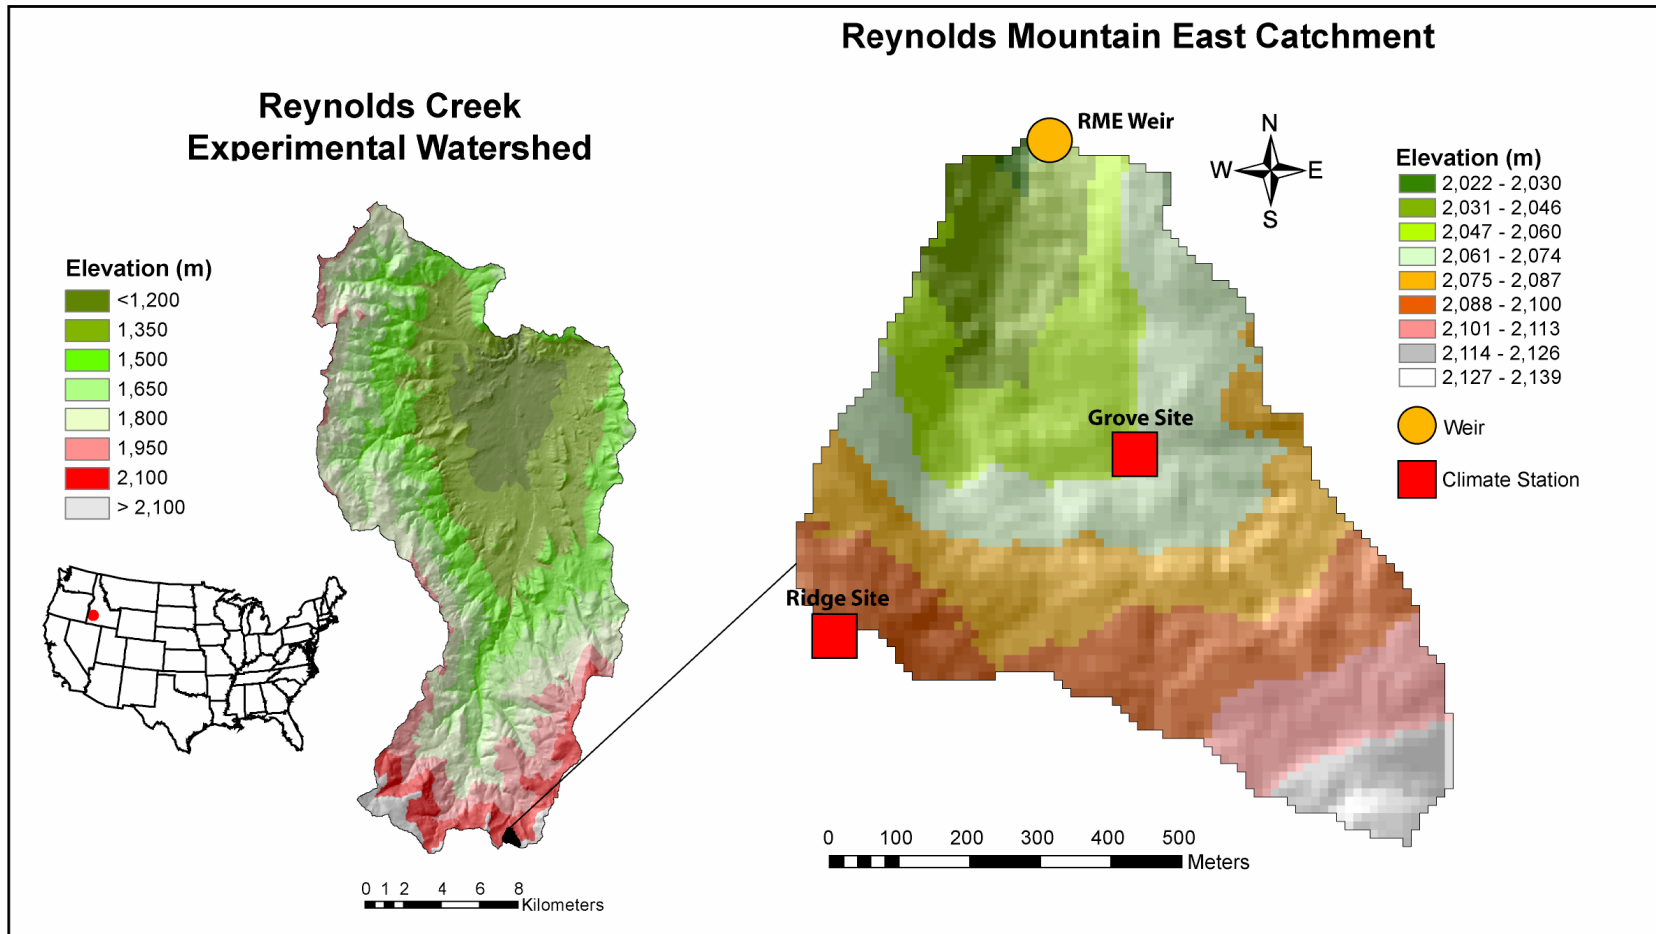 Reynolds Mountain East Catchment
Reynolds Creek
Experimental Watershed
Elevation (m)
<1,200
1,350
1,500
1,650
1,800
1,950
2,100
> 2,100
0 1 2 4 6 8
Kilometers
RME Weir
Grove Site
Ridge Site
N
W E
S
0 100 200 300 400 500
Meters
Elevation (m)
2,022 - 2,030
2,031 - 2,046
2,047 - 2,060
2,061 - 2,074
2,075 - 2,087
2,088 - 2,100
2,101 - 2,113
2,114 - 2,126
2,127 - 2,139
Weir
Climate Station